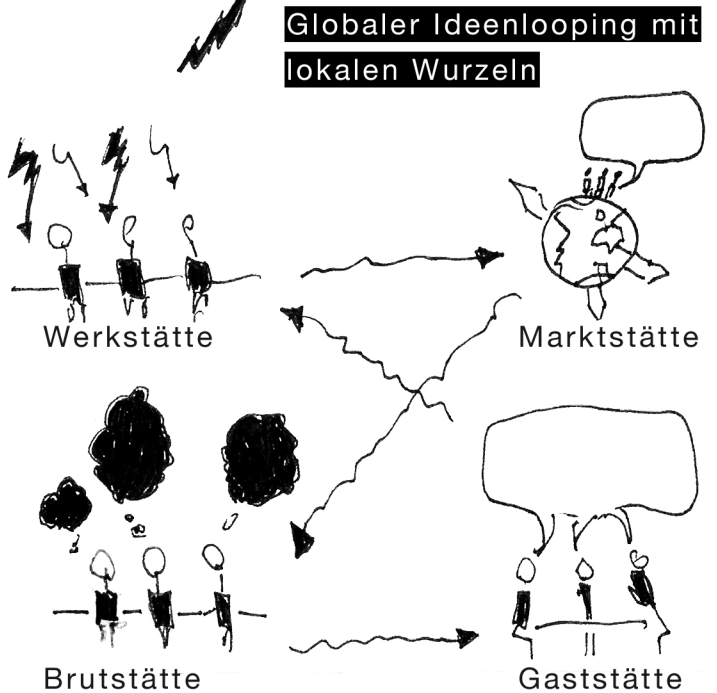 Globaler Ideenlooping mit
lokalen Wurzeln
Werkstätte
Marktstätte
Brutstätte
Gaststätte